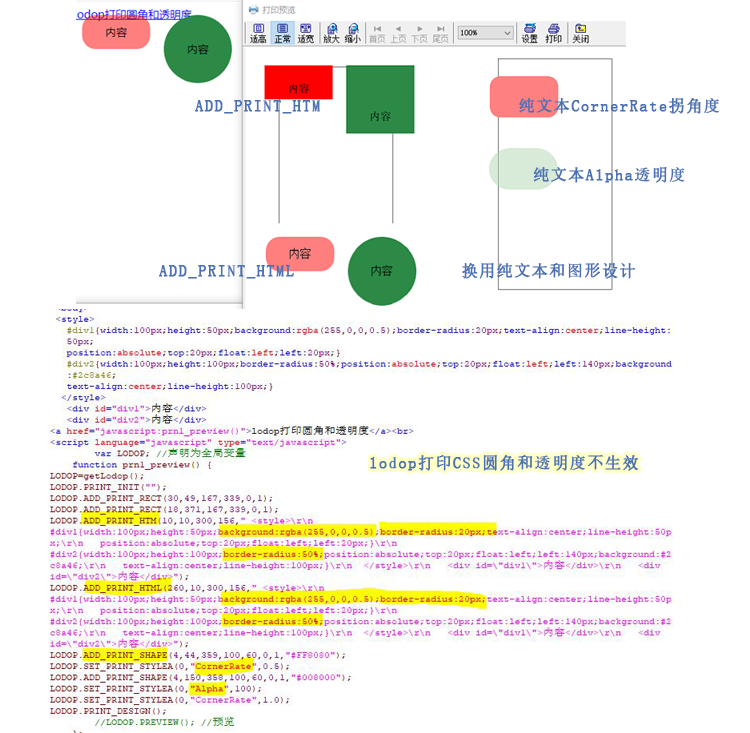 lodop打印圆角和透明度
内容
内容
打印预览
适高 正常 适宽 放大 缩小 首页 上页 下页 尾页 100% 设置 打印 关闭
内容
内容
ADD_PRINT_HTM
纯文本CornerRate拐角度
纯文本Alpha透明度
内容
内容
ADD_PRINT_HTML
换用纯文本和图形设计
<body>
<style>
#div1{width:100px;height:50px;background:rgba(255,0,0,0.5);border-radius:20px;text-align:center;line-height:
50px;
position:absolute;top:20px;float:left;left:20px;}
#div2{width:100px;height:100px;border-radius:50%;position:absolute;top:20px;float:left;left:140px;background
:#2c8a46;
text-align:center;line-height:100px;}
</style>
<div id="div1">内容</div>
<div id="div2">内容</div>
<a href="javascript:prn1_preview()">lodop打印圆角和透明度</a><br>
<script language="javascript" type="text/javascript">
var LODOP; //声明为全局变量
function prn1_preview() {
lodop打印CSS圆角和透明度不生效
LODOP=getLodop();
LODOP.PRINT_INIT("");
LODOP.ADD_PRINT_RECT(30,49,167,339,0,1);
LODOP.ADD_PRINT_RECT(18,371,167,339,0,1);
LODOP.ADD_PRINT_HTM(10,10,300,156," <style>\r\n
#div1{width:100px;height:50px;background:rgba(255,0,0,0.5);border-radius:20px;text-align:center;line-height:50p
x;\r\n position:absolute;top:20px;float:left;left:20px;}\r\n
#div2{width:100px;height:100px;border-radius:50%;position:absolute;top:20px;float:left;left:140px;background:#2
c8a46;\r\n text-align:center;line-height:100px;}\r\n </style>\r\n <div id=\"div1\">内容</div>\r\n <div
id=\"div2\">内容</div>");
LODOP.ADD_PRINT_HTML(260,10,300,156," <style>\r\n
#div1{width:100px;height:50px;background:rgba(255,0,0,0.5);border-radius:20px;text-align:center;line-height:50p
x;\r\n position:absolute;top:20px;float:left;left:20px;}\r\n
#div2{width:100px;height:100px;border-radius:50%;position:absolute;top:20px;float:left;left:140px;background:#2
c8a46;\r\n text-align:center;line-height:100px;}\r\n </style>\r\n <div id=\"div1\">内容</div>\r\n <div
id=\"div2\">内容</div>");
LODOP.ADD_PRINT_SHAPE(4,44,359,100,60,0,1,"#FF8080");
LODOP.SET_PRINT_STYLEA(0,"CornerRate",0.5);
LODOP.ADD_PRINT_SHAPE(4,150,358,100,60,0,1,"#008000");
LODOP.SET_PRINT_STYLEA(0,"Alpha",100);
LODOP.SET_PRINT_STYLEA(0,"CornerRate",1.0);
LODOP.PRINT_DESIGN();
//LODOP.PREVIEW(); //预览
};